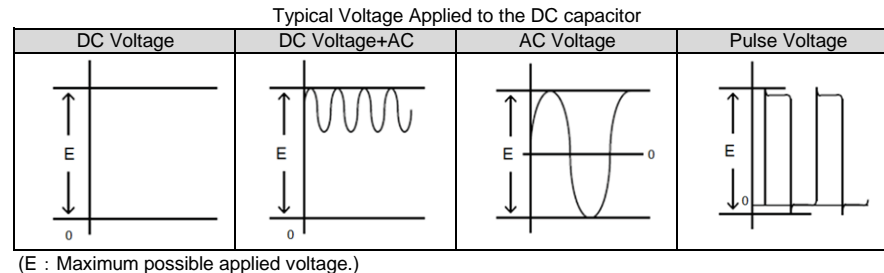 Typical Voltage Applied to the DC capacitor
DC Voltage DC Voltage+AC AC Voltage Pulse Voltage
E E E E
0 0 0 0
(E : Maximum possible applied voltage.)